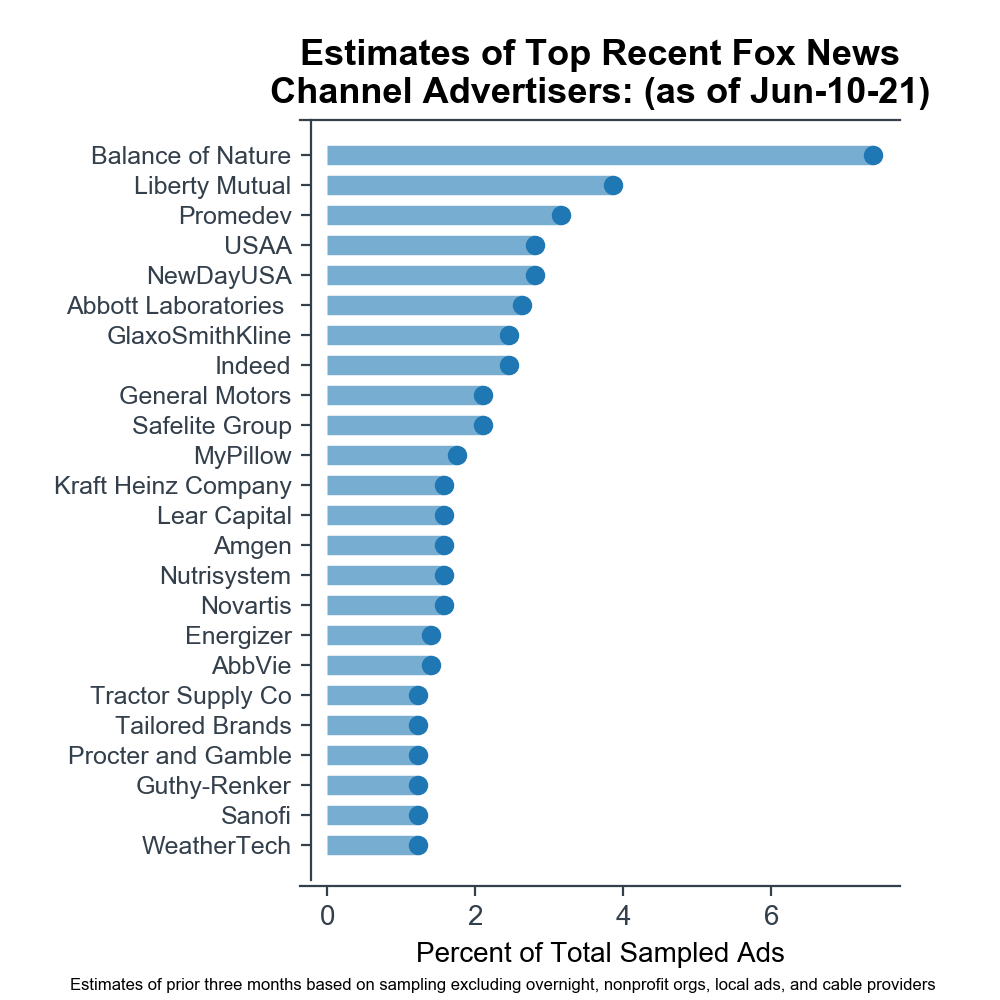 Estimates of Top Recent Fox News
Channel Advertisers: (as of Jun-10-21)
Balance of Nature
Liberty Mutual
Promedev
USAA
NewDayUSA
Abbott Laboratories
GlaxoSmithKline
Indeed
General Motors
Safelite Group
MyPillow
Kraft Heinz Company
Lear Capital
Amgen
Nutrisystem
Novartis
Energizer
AbbVie
Tractor Supply Co
Tailored Brands
Procter and Gamble
Guthy-Renker
Sanofi
WeatherTech
0 2 4 6
Percent of Total Sampled Ads
Estimates of prior three months based on sampling excluding overnight, nonprofit orgs, local ads, and cable providers